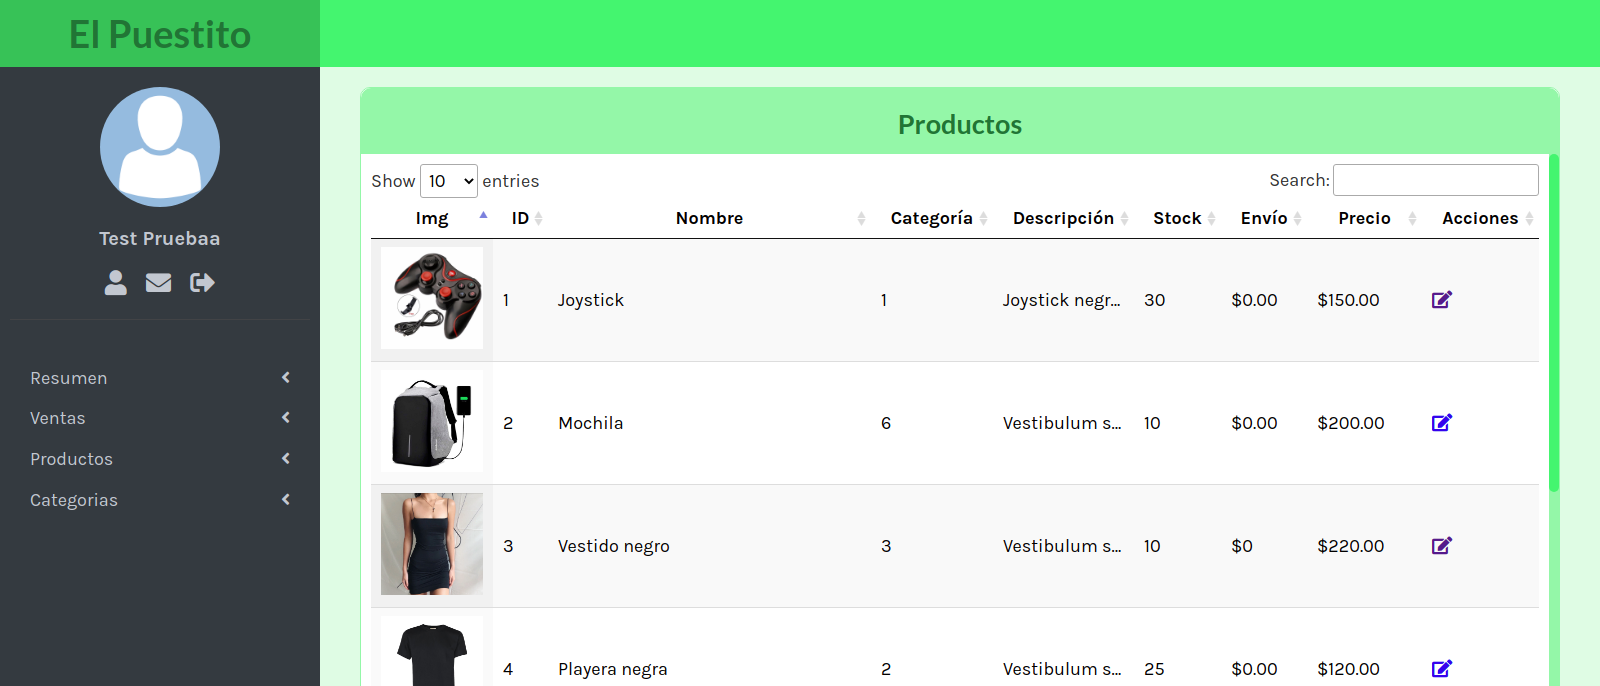 El Puestito
Test Pruebaa
Resumen
Ventas
Productos
Categorias
Productos
Show 10 entries Search:
Img ID Nombre Categoría Descripción Stock Envío Precio Acciones
1 Joystick 1 Joystick negr... 30 $0.00 $150.00
2 Mochila 6 Vestibulum s... 10 $0.00 $200.00
3 Vestido negro 3 Vestibulum s... 10 $0 $220.00
4 Playera negra 2 Vestibulum s... 25 $0.00 $120.00